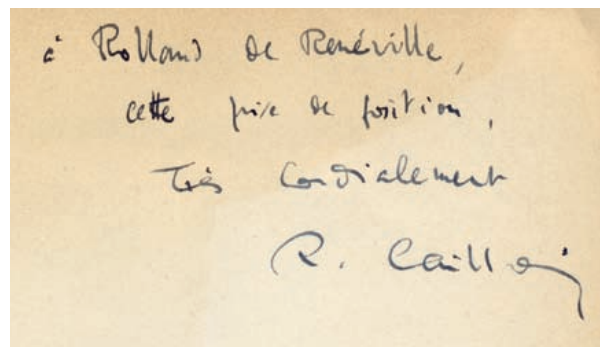 à Rolland de Renéville,
cette prise de position,
Très Cordialement
R. Caillois